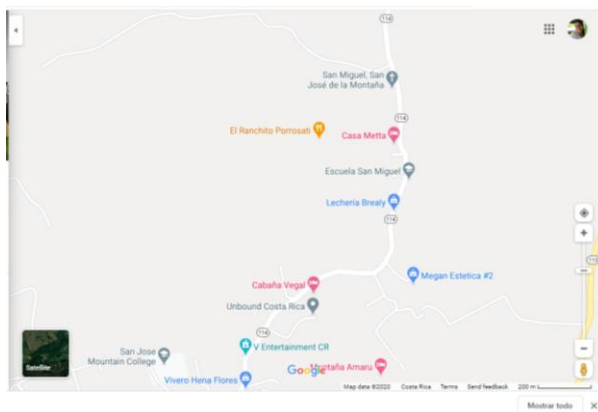 114
San Miguel, San
José de la Montaña
114
El Ranchito Porrosati
Casa Metta
Escuela San Miguel
Lechería Brealy
114
Megan Estetica #2
Cabaña Vegal
Unbound Costa Rica
114
V Entertainment CR
San Jose
Mountain College
Satellite
Google
Montaña Amaru
Vivero Hena Flores
Map data ©2020 Costa Rica Terms Send feedback 200 m
Mostrar todo